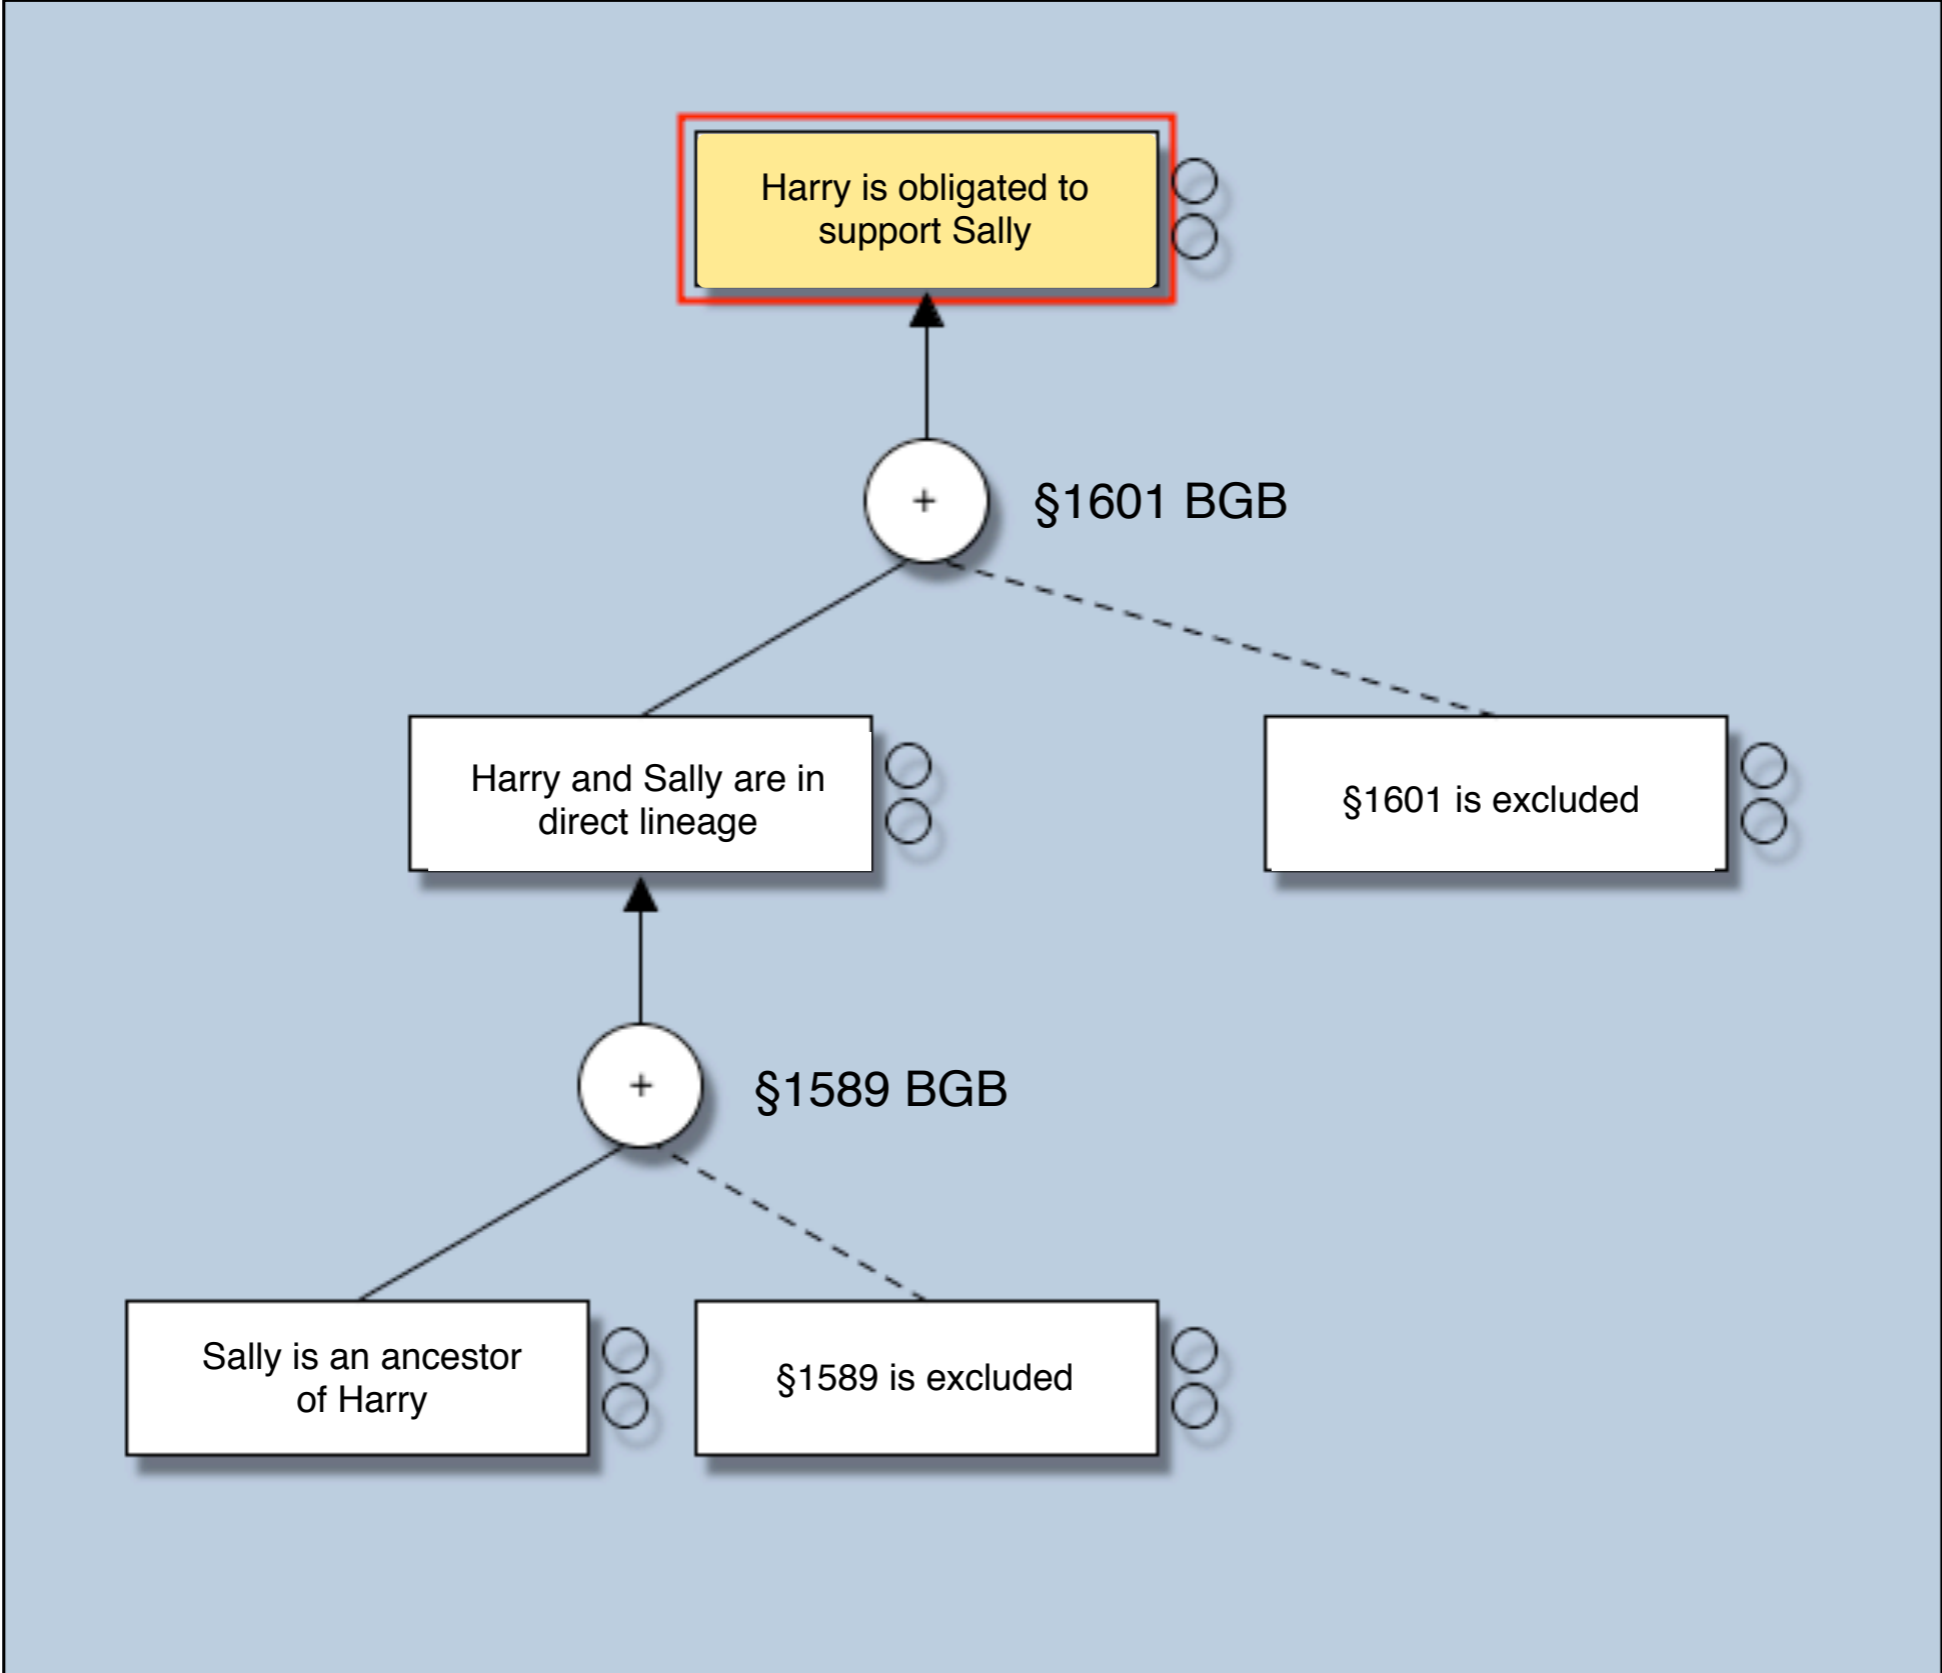 Harry is obligated to
support Sally
+
§1601 BGB
Harry and Sally are in
direct lineage
§1601 is excluded
+
§1589 BGB
Sally is an ancestor
of Harry
§1589 is excluded